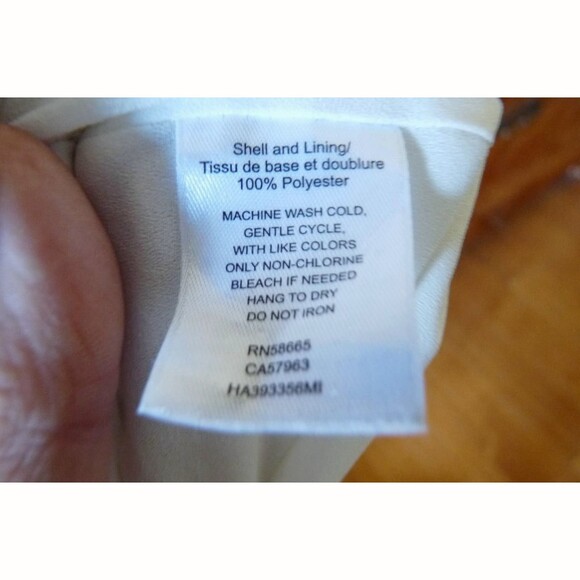 Shell and Lining/
Tissu de base et doublure
100% Polyester
MACHINE WASH COLD,
GENTLE CYCLE,
WITH LIKE COLORS
ONLY NON-CHLORINE
BLEACH IF NEEDED
HANG TO DRY
DO NOT IRON
RN58665
CA57963
HA393356MI